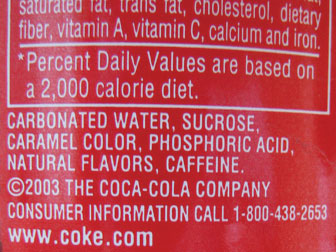 saturated fat, trans fat, cholesterol, dietary
fiber, vitamin A, vitamin C, calcium and iron.
*Percent Daily Values are based on
a 2,000 calorie diet.
CARBONATED WATER, SUCROSE,
CARAMEL COLOR, PHOSPHORIC ACID,
NATURAL FLAVORS, CAFFEINE.
©2003 THE COCA-COLA COMPANY
CONSUMER INFORMATION CALL 1-800-438-2653
www.coke.com